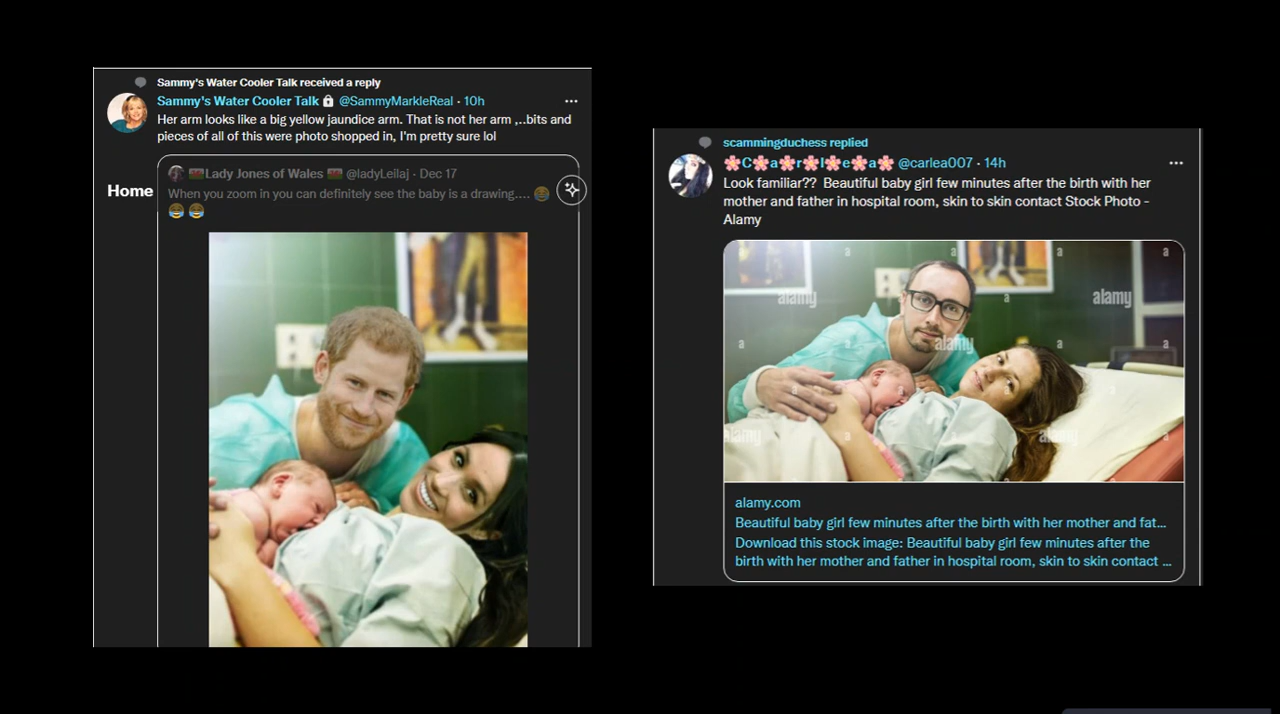 Sammy's Water Cooler Talk received a reply
Sammy's Water Cooler Talk 🔒 @SammyMarkleReal · 10h
Her arm looks like a big yellow jaundice arm. That is not her arm ,..bits and
pieces of all of this were photo shopped in, I'm pretty sure lol
🏴󠁧󠁢󠁷󠁬󠁳󠁿Lady Jones of Wales 🏴󠁧󠁢󠁷󠁬󠁳󠁿 @ladyLeilaj · Dec 17
Home
When you zoom in you can definitely see the baby is a drawing.... 😂
😂 😂
scammingduchess replied
🌸C🌸a🌸r🌸l🌸e🌸a🌸 @carlea007 · 14h
Look familiar?? Beautiful baby girl few minutes after the birth with her
mother and father in hospital room, skin to skin contact Stock Photo -
Alamy
a a a
alamy a alamy
a alamy a
a a
alamy a alamy a
alamy.com
Beautiful baby girl few minutes after the birth with her mother and fat...
Download this stock image: Beautiful baby girl few minutes after the
birth with her mother and father in hospital room, skin to skin contact ...